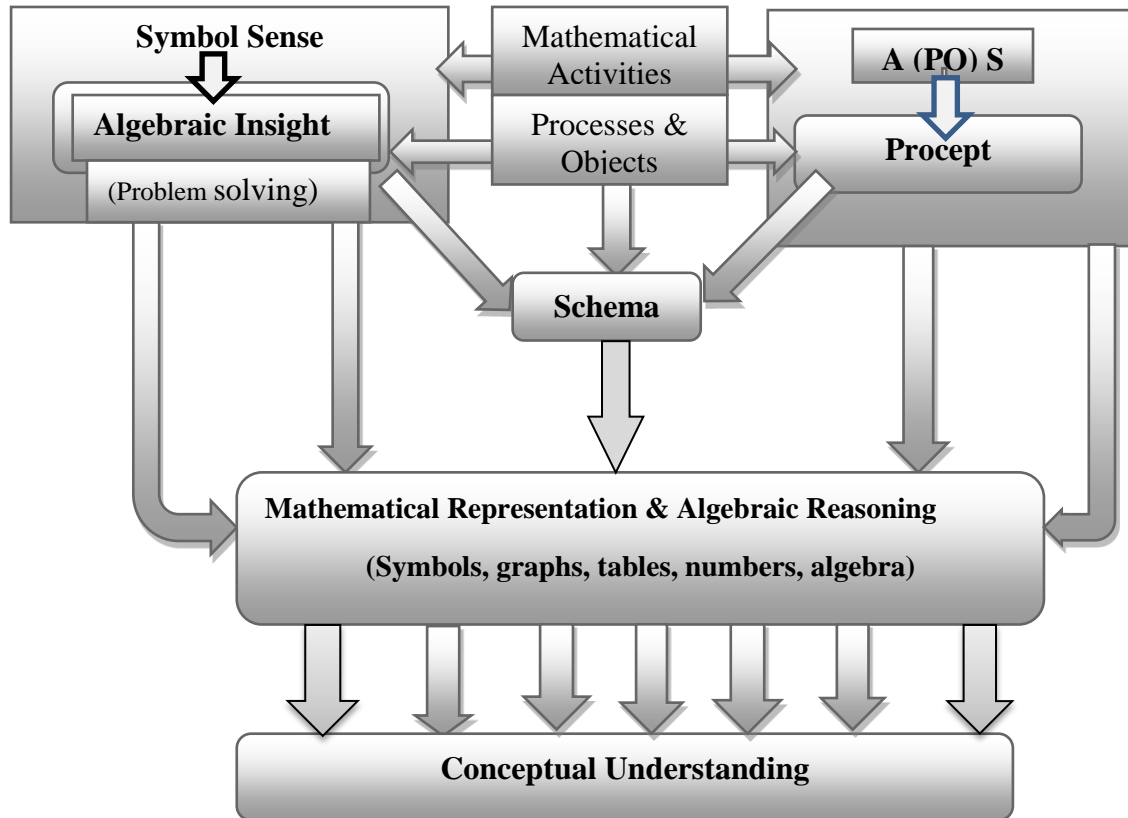 Symbol Sense
Algebraic Insight
(Problem solving)
Mathematical
Activities
Processes &
Objects
A (PO) S
Procept
Schema
Mathematical Representation & Algebraic Reasoning
(Symbols, graphs, tables, numbers, algebra)
Conceptual Understanding